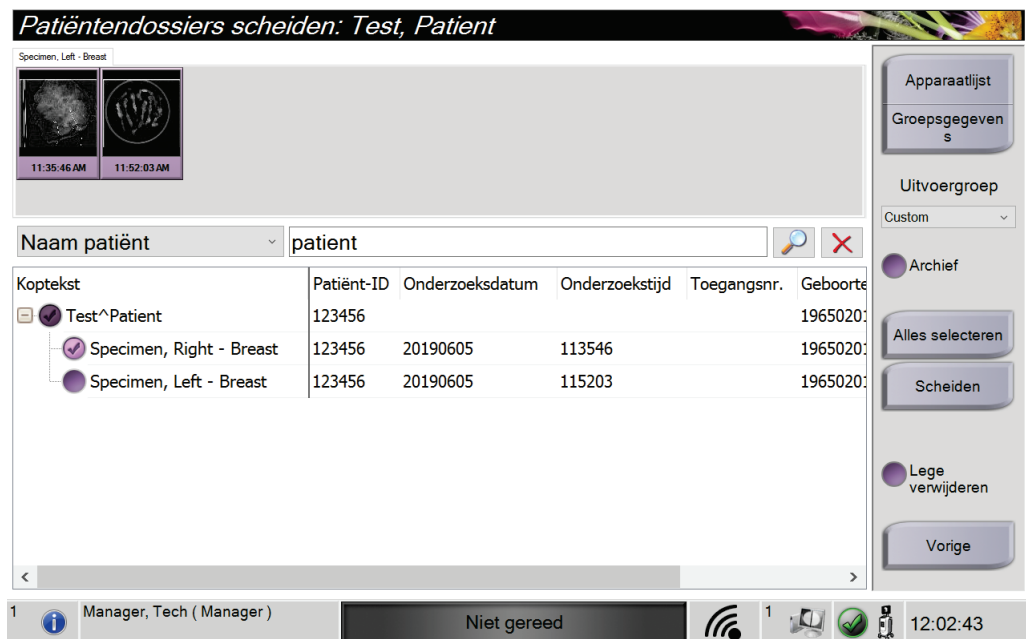 Patiëntendossiers scheiden: Test, Patient
Specimen, Left - Breast
11:35:46 AM
11:52:03 AM
Apparaatlijst
Groepsgegeven
s
Uitvoergroep
Custom
Naam patiënt
patient
Archief
Koptekst Patiënt-ID Onderzoeksdatum Onderzoekstijd Toegangsnr. Geboorte
Test^Patient 123456 1965020
Specimen, Right - Breast 123456 20190605 113546 1965020
Specimen, Left - Breast 123456 20190605 115203 1965020
Alles selecteren
Scheiden
Lege
verwijderen
Vorige
1 Manager, Tech ( Manager ) Niet gereed 1 12:02:43